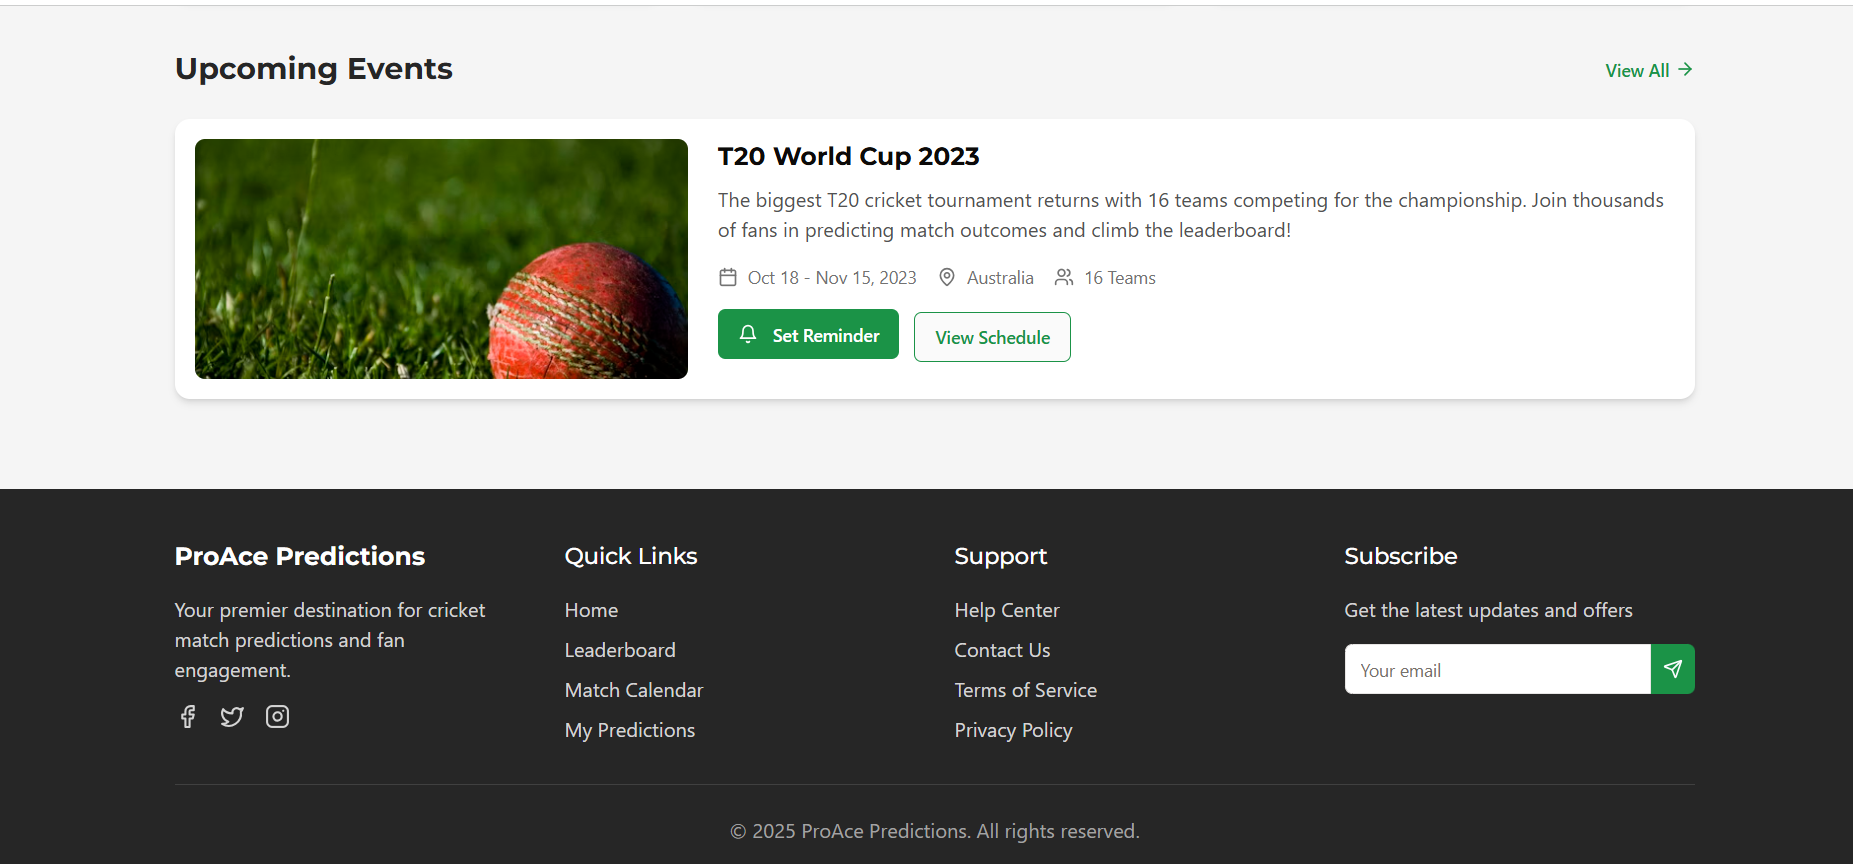 Upcoming Events
View All
T20 World Cup 2023
The biggest T20 cricket tournament returns with 16 teams competing for the championship. Join thousands
of fans in predicting match outcomes and climb the leaderboard!
Oct 18 - Nov 15, 2023 Australia 16 Teams
Set Reminder View Schedule
ProAce Predictions
Your premier destination for cricket
match predictions and fan
engagement.
Quick Links
Home
Leaderboard
Match Calendar
My Predictions
Support
Help Center
Contact Us
Terms of Service
Privacy Policy
Subscribe
Get the latest updates and offers
Your email
© 2025 ProAce Predictions. All rights reserved.